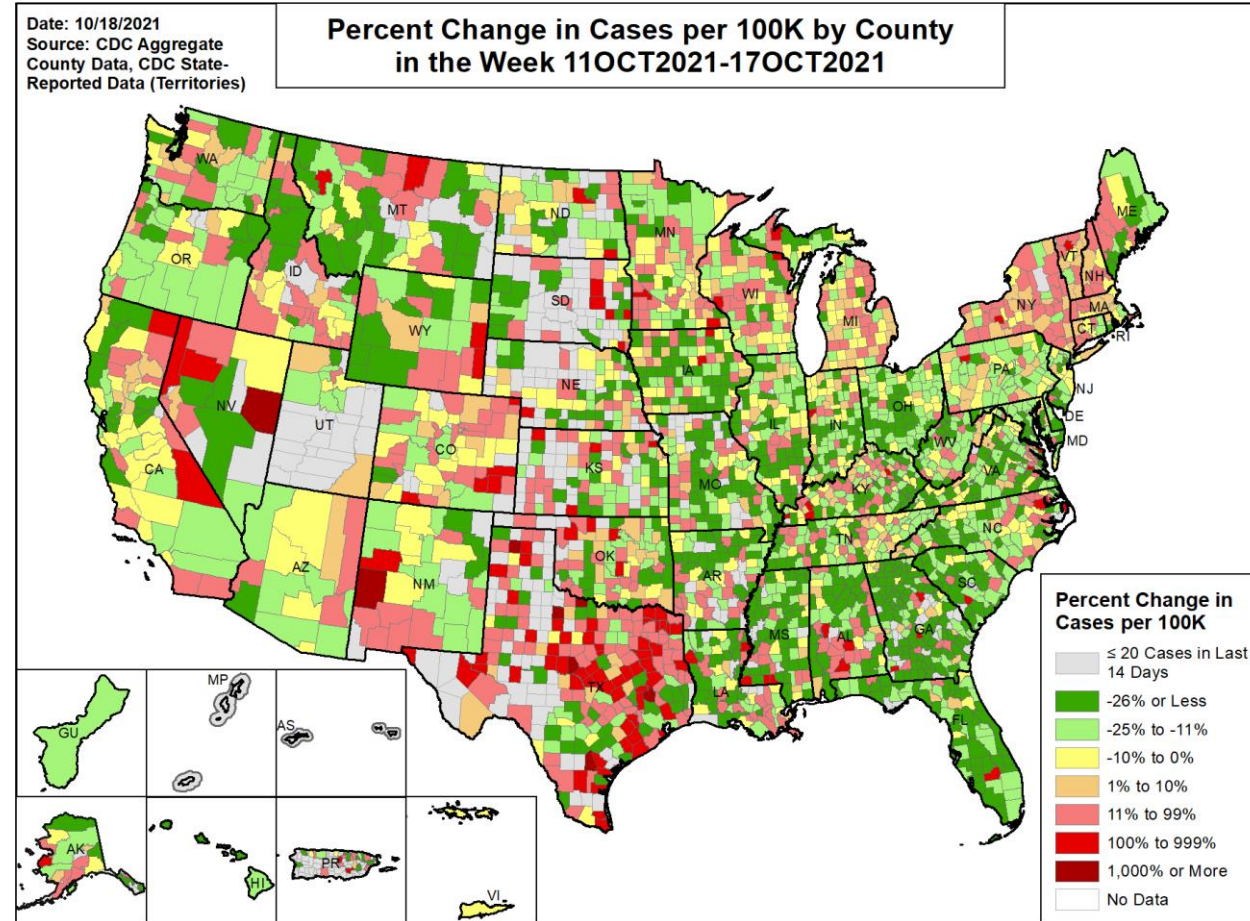 Date: 10/18/2021
Source: CDC Aggregate
County Data, CDC State-
Reported Data (Territories)
Percent Change in Cases per 100K by County
in the Week 11OCT2021-17OCT2021
WA
MT
ND
MN
ME
OR
ID
SD
WI
MI
VT
NH
NY
MA
CT
RI
WY
NE
IA
PA
NJ
NV
UT
CO
KS
MO
IL
IN
OH
WV
VA
DE
MD
CA
KY
AZ
NM
OK
AR
TN
NC
SC
MS
AL
GA
TX
LA
FL
GU
MP
AS
AK
HI
PR
VI
Percent Change in
Cases per 100K
≤ 20 Cases in Last
14 Days
-26% or Less
-25% to -11%
-10% to 0%
1% to 10%
11% to 99%
100% to 999%
1,000% or More
No Data